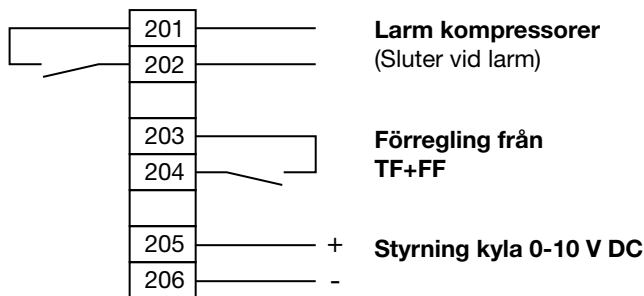 201 Larm kompressorer
202 (Sluter vid larm)
203 Förregling från
204 TF+FF
205 + Styrning kyla 0-10 V DC
206 -